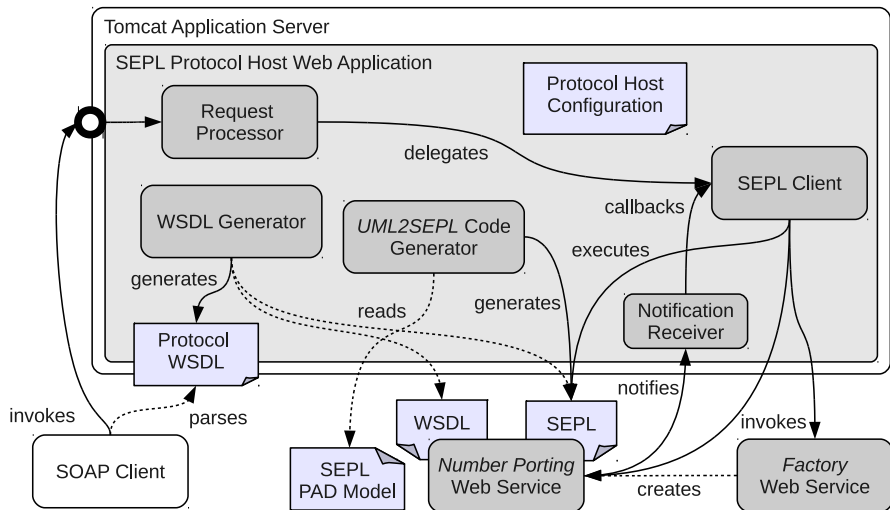 Tomcat Application Server
SEPL Protocol Host Web Application
Protocol Host
Configuration
Request
Processor
delegates
SEPL Client
callbacks
WSDL Generator
UML2SEPL Code
Generator
executes
generates
reads
generates
Notification
Receiver
Protocol
WSDL
notifies
invokes
parses
WSDL
SEPL
invokes
SOAP Client
SEPL
PAD Model
Number Porting
Web Service
creates
Factory
Web Service